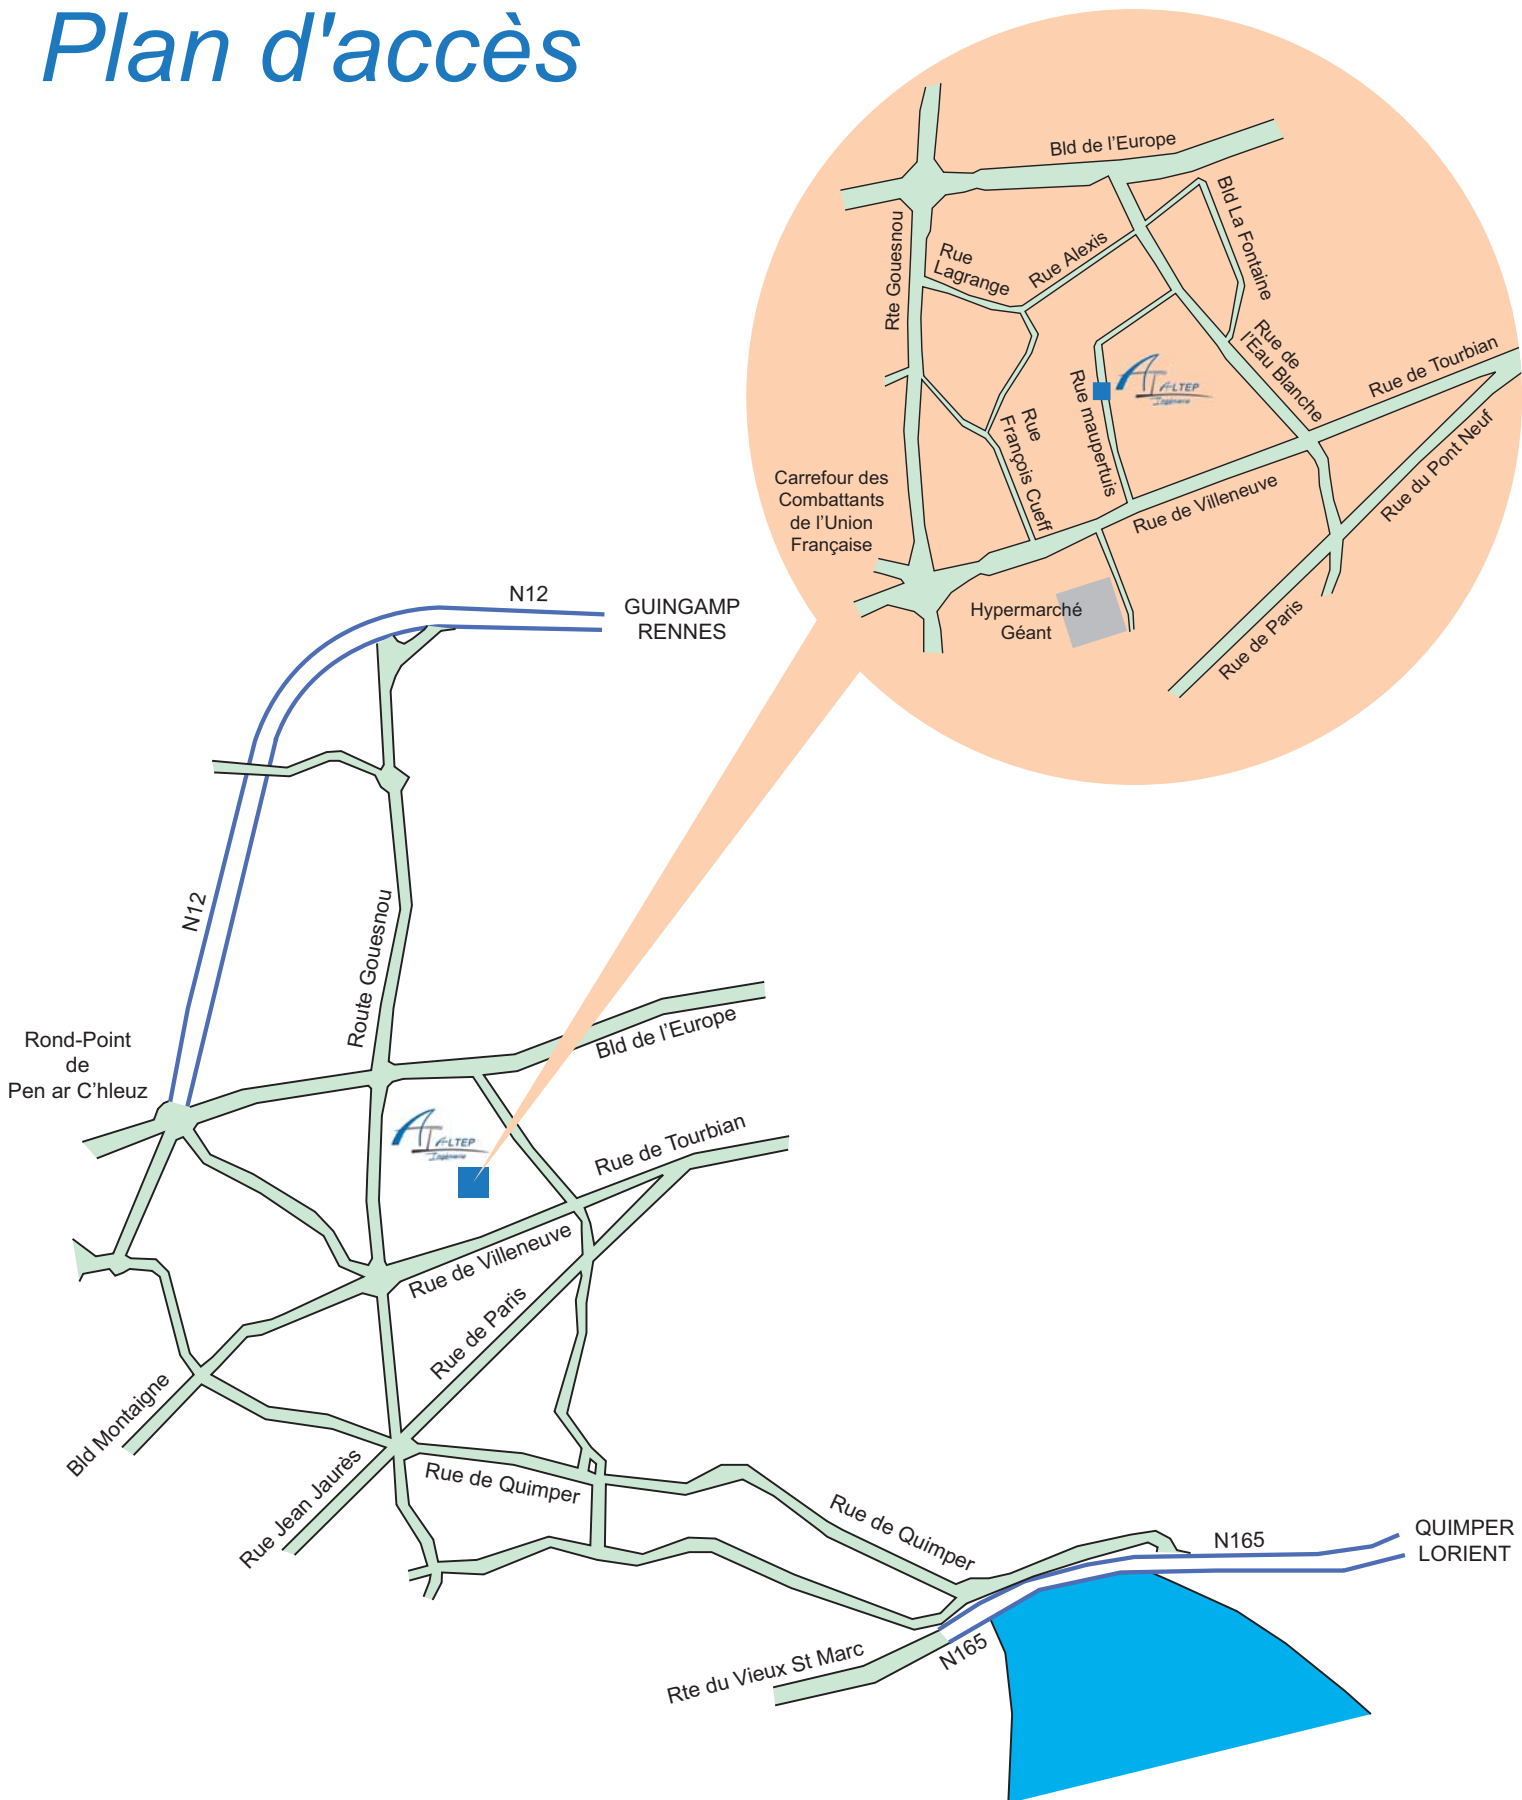 Plan d'accès
Bld de l'Europe
Bld La Fontaine
Rte Gouesnou
Rue
Lagrange
Rue Alexis
Rue de
l'Eau Blanche
Rue de Tourbian
ALTEP
Ingénierie
Rue maupertuis
Rue
François Cueff
Rue du Pont Neuf
Carrefour des
Combattants
de l'Union
Française
Rue de Villeneuve
Hypermarché
Géant
Rue de Paris
N12
GUINGAMP
RENNES
N12
Route Gouesnou
Rond-Point
de
Pen ar C'hleuz
Bld de l'Europe
ALTEP
Ingénierie
Rue de Tourbian
Rue de Villeneuve
Rue de Paris
Bld Montaigne
Rue Jean Jaurès
Rue de Quimper
Rue de Quimper
N165
QUIMPER
LORIENT
N165
Rte du Vieux St Marc